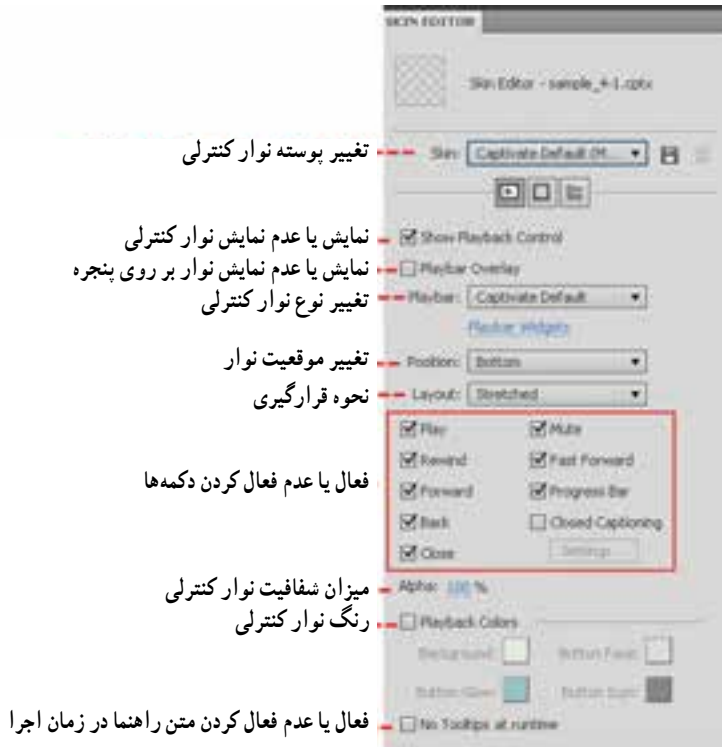 SKIN EDITOR
Skin Editor - sample_4-1.cptx
تغییر پوسته نوار کنترلی
Skin: Captivate Default (M...
نمایش یا عدم نمایش نوار کنترلی
Show Playback Control
نمایش یا عدم نمایش نوار بر روی پنجره
Playbar Overlay
تغییر نوع نوار کنترلی
Playbar: Captivate Default
Playbar Widgets
تغییر موقعیت نوار
Position: Bottom
نحوه قرارگیری
Layout: Stretched
Play Mute
Rewind Fast Forward
فعال یا عدم فعال کردن دکمه‌ها
Forward Progress Bar
Back Closed Captioning
Close Settings...
میزان شفافیت نوار کنترلی
Alpha: 100 %
رنگ نوار کنترلی
Playback Colors
Background: Button Face:
Button Glow: Button Icon:
فعال یا عدم فعال کردن متن راهنما در زمان اجرا
No Tooltips at runtime